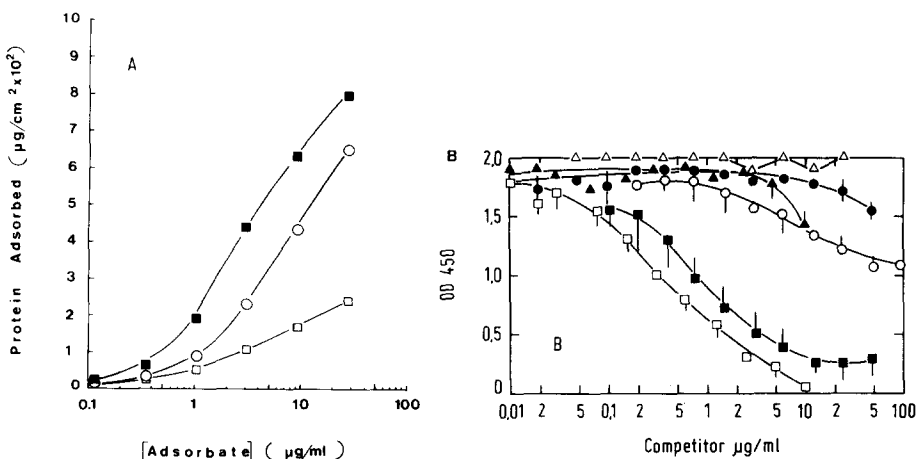 Protein Adsorbed (µg/cm²x10²)
10
9
8
7
6
5
4
3
2
1
0
A
0.1
1
10
100
[Adsorbate] (µg/ml)
B
2,0
1,5
1,0
0,5
0
OD 450
B
0,01 2 5 0,1 2 5 1 2 5 10 2 5 100
Competitor µg/ml